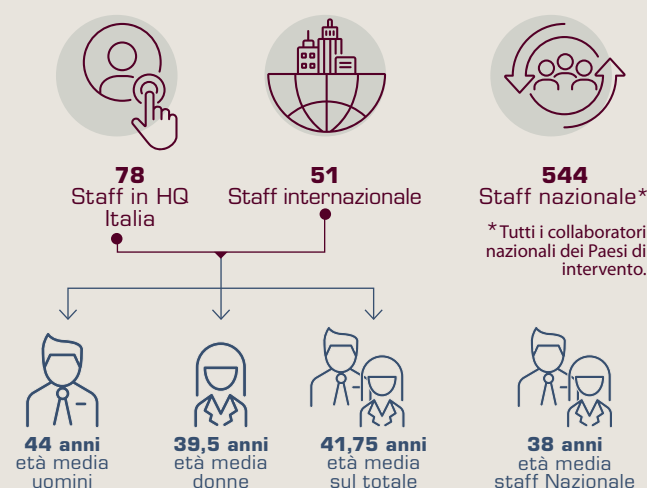 78
Staff in HQ
Italia
51
Staff internazionale
544
Staff nazionale*
*Tutti i collaboratori
nazionali dei Paesi di
intervento.
44 anni
età media
uomini
39,5 anni
età media
donne
41,75 anni
età media
sul totale
38 anni
età media
staff Nazionale